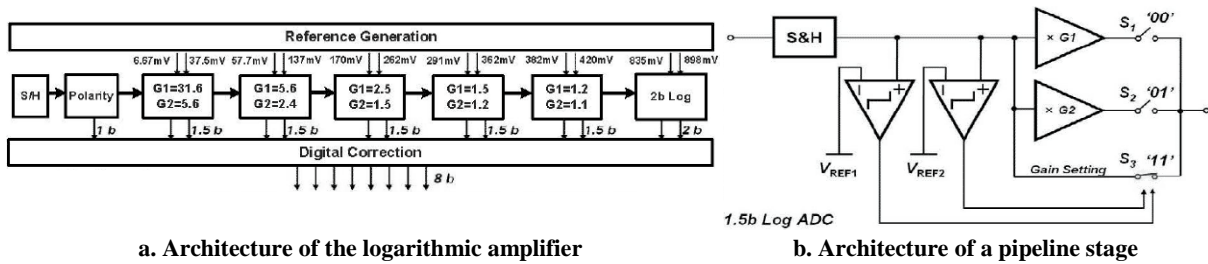 Reference Generation
6.67mV 37.5mV 57.7mV 137mV 170mV 262mV 291mV 362mV 382mV 420mV 835mV 898mV
S/H
Polarity
G1=31.6
G2=5.6
G1=5.6
G2=2.4
G1=2.5
G2=1.5
G1=1.5
G2=1.2
G1=1.2
G2=1.1
2b Log
1 b 1.5 b 1.5 b 1.5 b 1.5 b 1.5 b 2 b
Digital Correction
8 b
a. Architecture of the logarithmic amplifier
S&H
× G1
S1 '00'
× G2
S2 '01'
S3 '11'
Gain Setting
VREF1
VREF2
− +
− +
1.5b Log ADC
b. Architecture of a pipeline stage